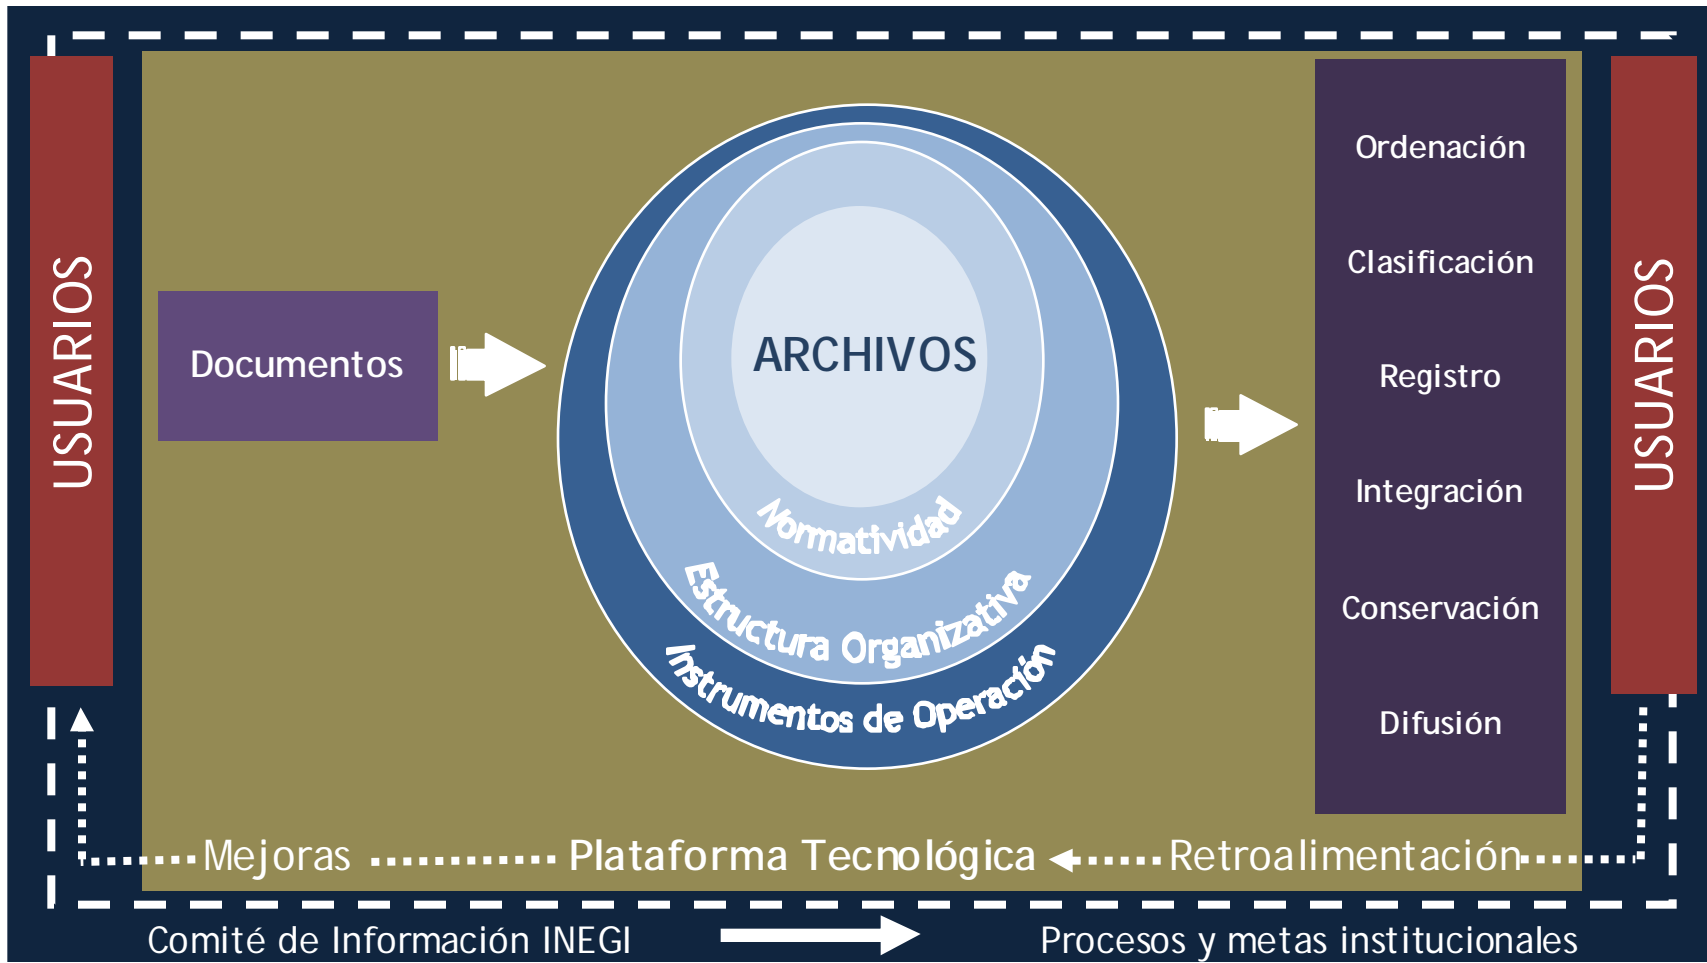 USUARIOS
Documentos
ARCHIVOS
Normatividad
Estructura Organizativa
Instrumentos de Operación
Ordenación
Clasificación
Registro
Integración
Conservación
Difusión
USUARIOS
Mejoras
Plataforma Tecnológica
Retroalimentación
Comité de Información INEGI
Procesos y metas institucionales